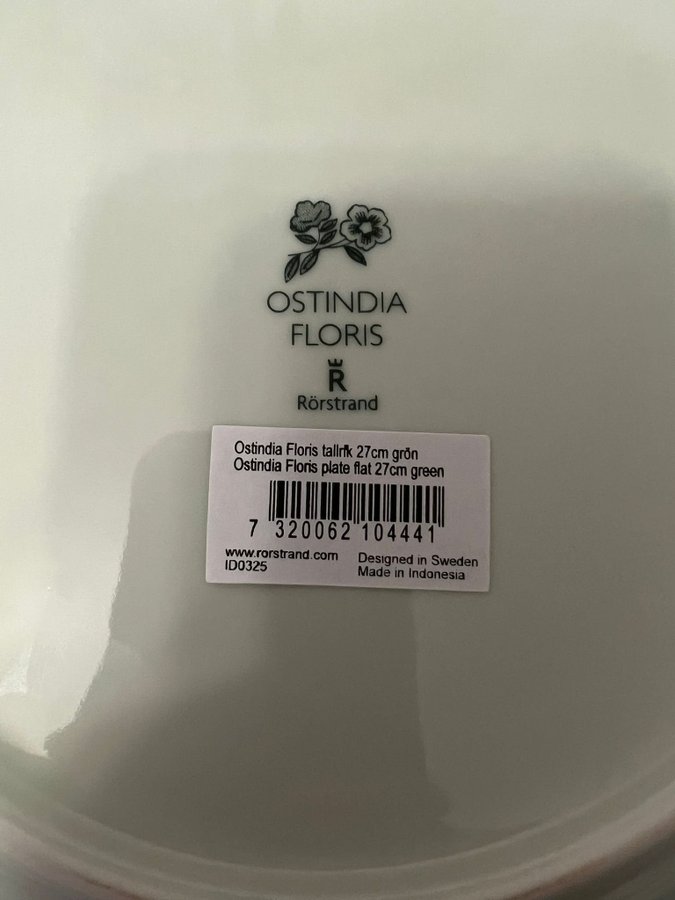 OSTINDIA
FLORIS
R
Rörstrand
Ostindia Floris tallrik 27cm grön
Ostindia Floris plate flat 27cm green
7 320062 104441
www.rorstrand.com
ID0325
Designed in Sweden
Made in Indonesia